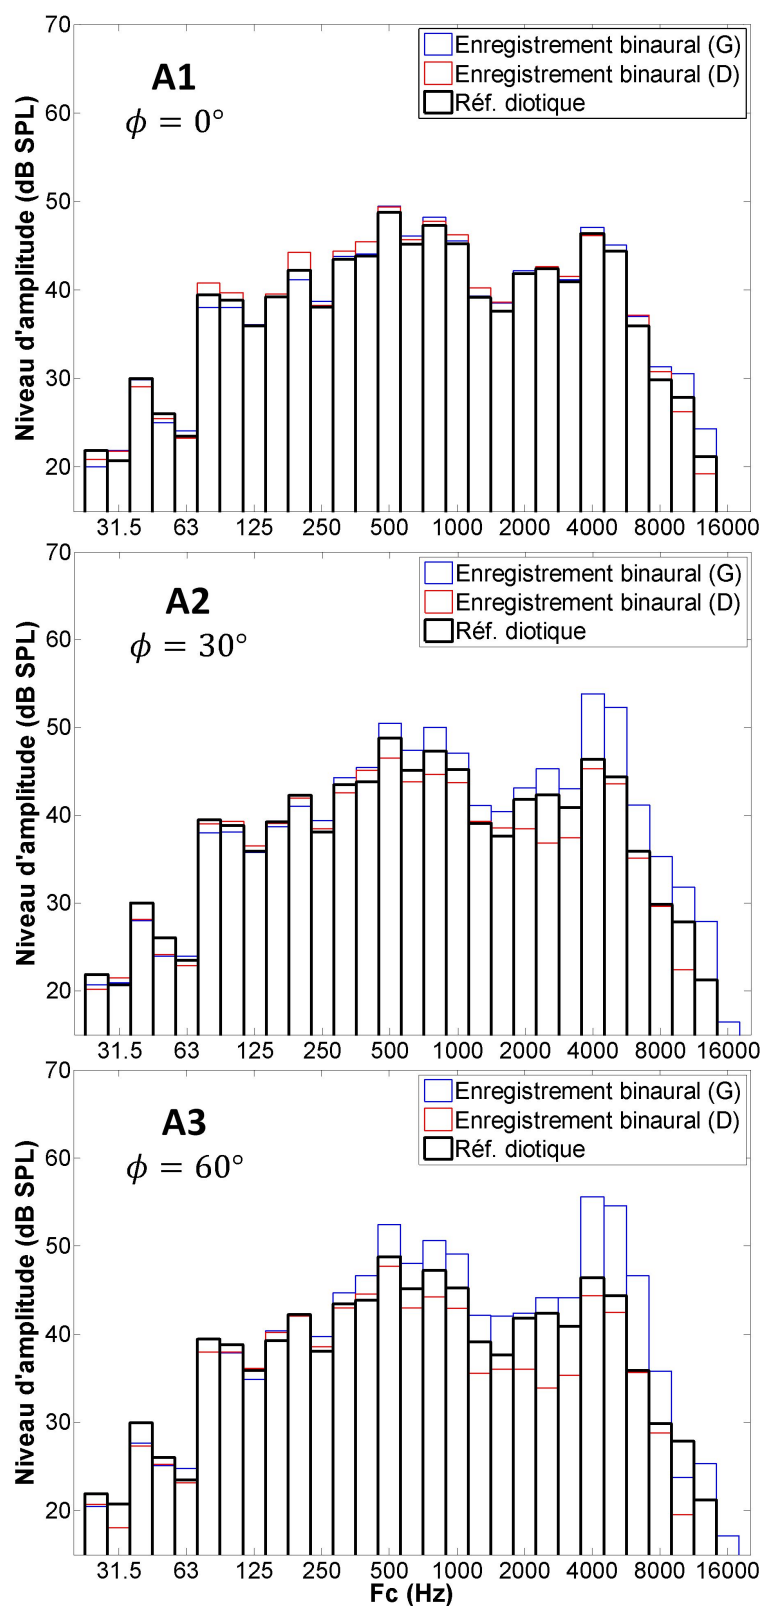 70
60
50
40
30
20
Niveau d'amplitude (dB SPL)
A1
ϕ = 0°
Enregistrement binaural (G)
Enregistrement binaural (D)
Réf. diotique
31.5 63 125 250 500 1000 2000 4000 8000 16000
70
60
50
40
30
20
Niveau d'amplitude (dB SPL)
A2
ϕ = 30°
Enregistrement binaural (G)
Enregistrement binaural (D)
Réf. diotique
31.5 63 125 250 500 1000 2000 4000 8000 16000
70
60
50
40
30
20
Niveau d'amplitude (dB SPL)
A3
ϕ = 60°
Enregistrement binaural (G)
Enregistrement binaural (D)
Réf. diotique
31.5 63 125 250 500 1000 2000 4000 8000 16000
Fc (Hz)